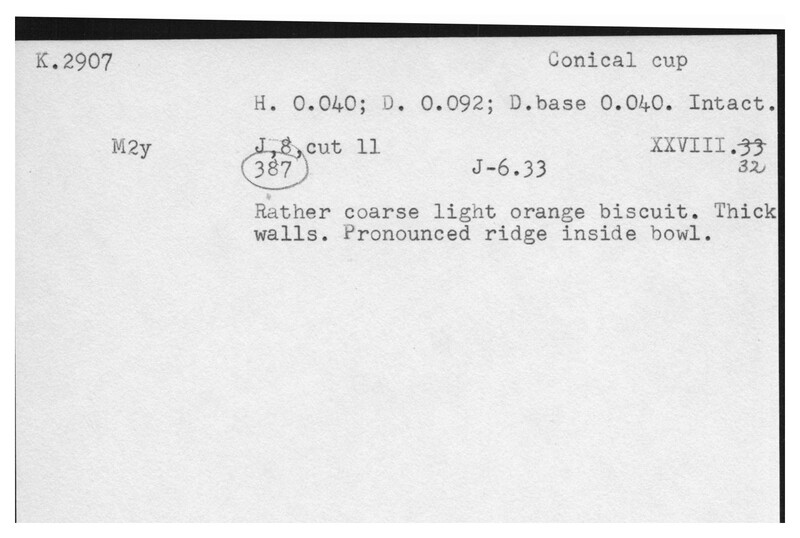 K.2907 Conical cup
H. 0.040; D. 0.092; D.base 0.040. Intact.
M2y J,8,cut 11 XXVIII.33
387 J-6.33 32
Rather coarse light orange biscuit. Thick
walls. Pronounced ridge inside bowl.